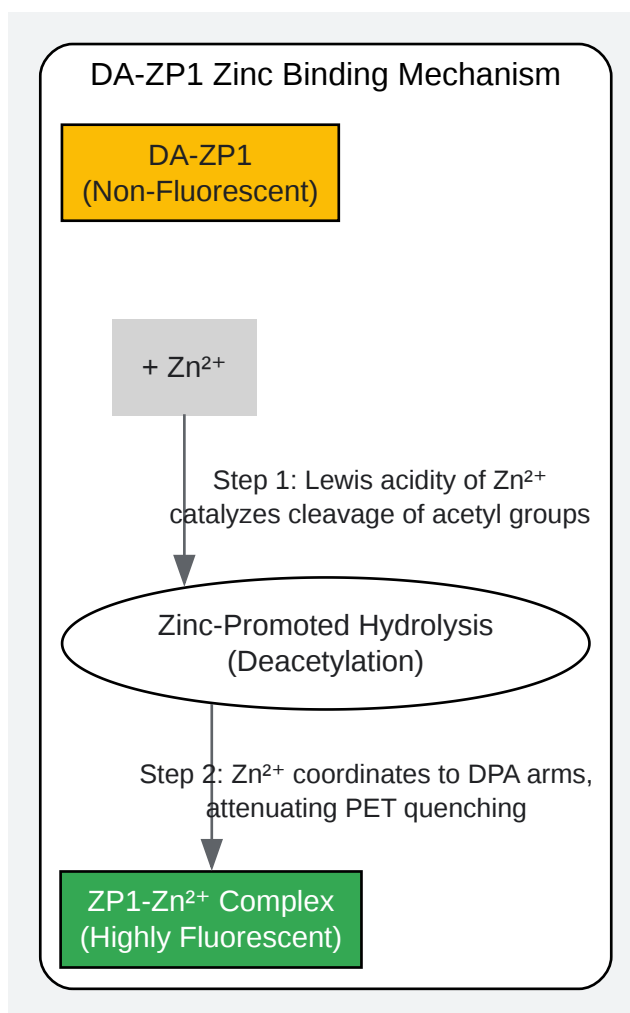 DA-ZP1 Zinc Binding Mechanism
DA-ZP1
(Non-Fluorescent)
+ Zn²⁺
Step 1: Lewis acidity of Zn²⁺
catalyzes cleavage of acetyl groups
Zinc-Promoted Hydrolysis
(Deacetylation)
Step 2: Zn²⁺ coordinates to DPA arms,
attenuating PET quenching
ZP1-Zn²⁺ Complex
(Highly Fluorescent)